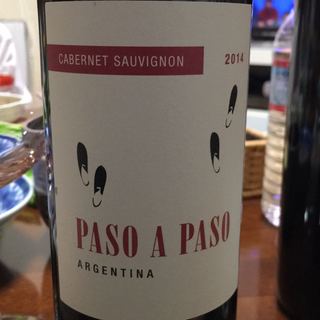 CABERNET SAUVIGNON 2014
PASO A PASO
ARGENTINA